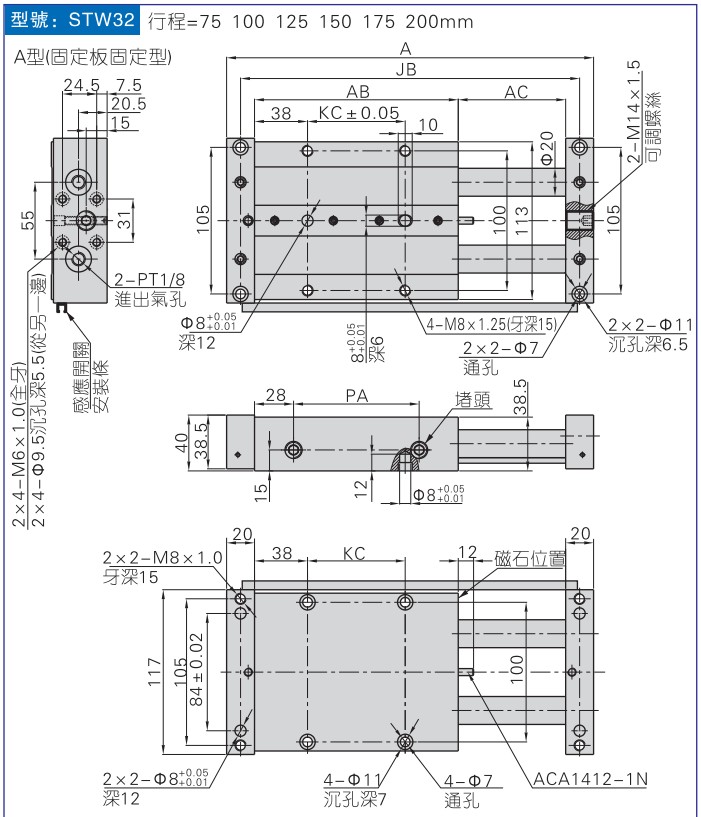 型號：STW32 行程=75 100 125 150 175 200mm
A型(固定板固定型)
A
JB
AB
AC
24.5
7.5
20.5
15
38
KC±0.05
10
Φ20
2-M14×1.5
可調螺絲
55
31
105
100
113
105
2-PT1/8
進出氣孔
Φ8+0.05 +0.01
深12
8+0.05 +0.01
深6
4-M8×1.25(牙深15)
2×2-Φ7
通孔
2×2-Φ11
沉孔深6.5
感應開關
安裝條
2×4-M6×1.0(全牙)
2×4-Φ9.5沉孔深5.5(從另一邊)
28
PA
堵頭
38.5
40
38.5
15
12
Φ8+0.05 +0.01
20
38
KC
12
磁石位置
20
2×2-M8×1.0
牙深15
117
105
84±0.02
100
2×2-Φ8+0.05 +0.01
深12
4-Φ11
沉孔深7
4-Φ7
通孔
ACA1412-1N